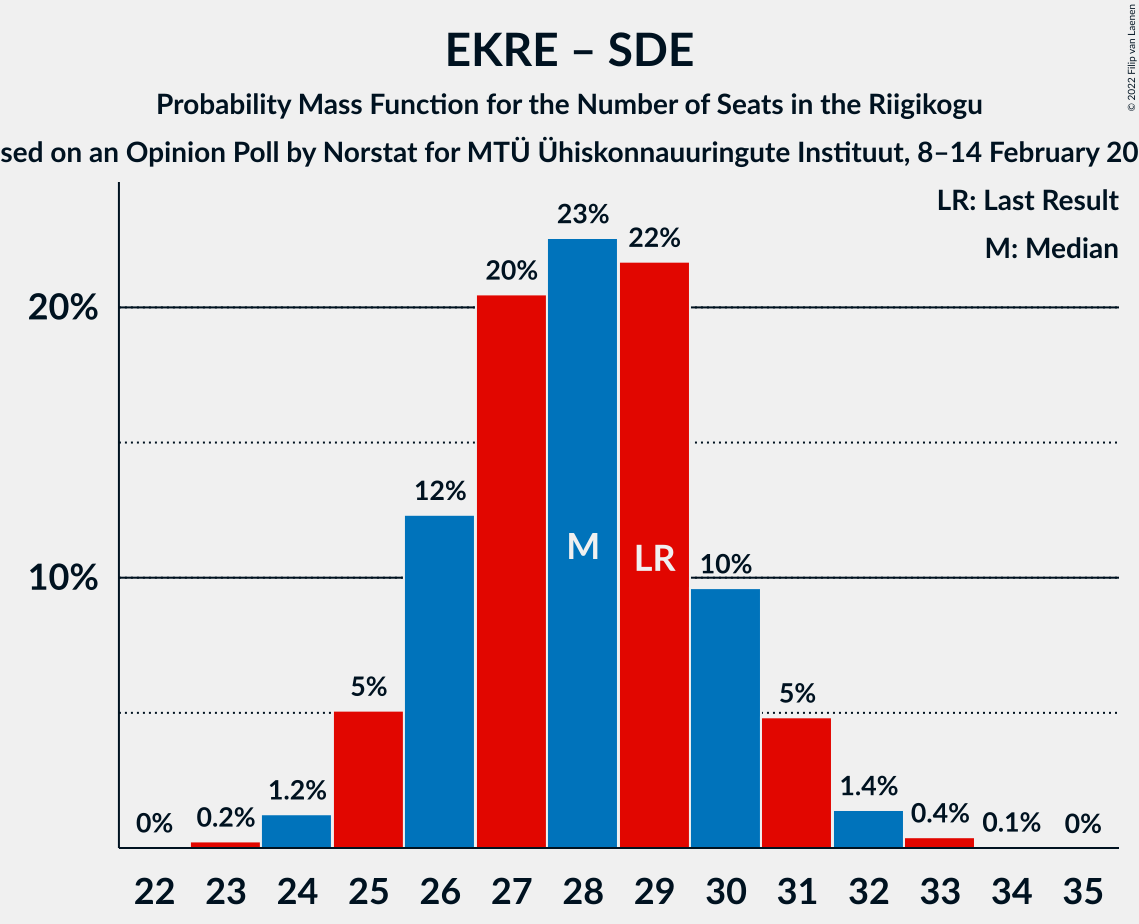 EKRE – SDE
Probability Mass Function for the Number of Seats in the Riigikogu
sed on an Opinion Poll by Norstat for MTÜ Ühiskonnauuringute Instituut, 8–14 February 20
© 2022 Filip van Laenen
LR: Last Result
M: Median
23%
22%
20%
20%
12%
M
LR
10%
10%
5%
5%
1.2%
1.4%
0%
0.2%
0.4%
0.1%
0%
22 23 24 25 26 27 28 29 30 31 32 33 34 35